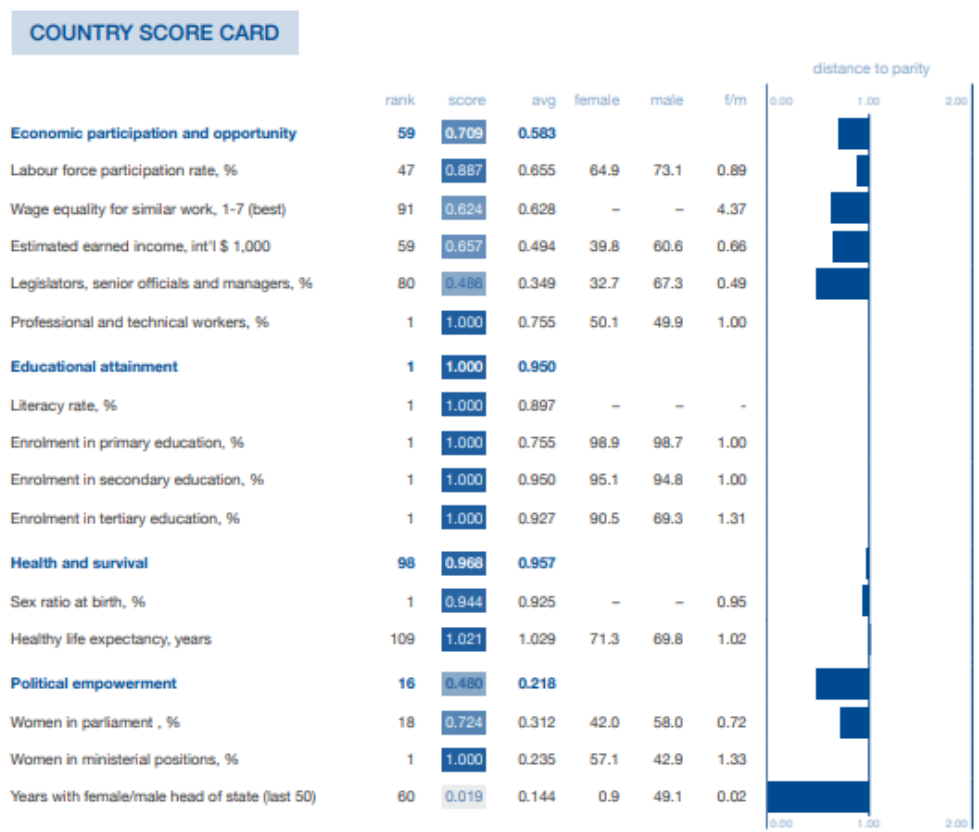 COUNTRY SCORE CARD
distance to parity
rank score avg female male f/m 0.00 1.00 2.00
Economic participation and opportunity 59 0.709 0.583
Labour force participation rate, % 47 0.887 0.655 64.9 73.1 0.89
Wage equality for similar work, 1-7 (best) 91 0.624 0.628 – – 4.37
Estimated earned income, int'l $ 1,000 59 0.657 0.494 39.8 60.6 0.66
Legislators, senior officials and managers, % 80 0.486 0.349 32.7 67.3 0.49
Professional and technical workers, % 1 1.000 0.755 50.1 49.9 1.00
Educational attainment 1 1.000 0.950
Literacy rate, % 1 1.000 0.897 – – -
Enrolment in primary education, % 1 1.000 0.755 98.9 98.7 1.00
Enrolment in secondary education, % 1 1.000 0.950 95.1 94.8 1.00
Enrolment in tertiary education, % 1 1.000 0.927 90.5 69.3 1.31
Health and survival 98 0.968 0.957
Sex ratio at birth, % 1 0.944 0.925 – – 0.95
Healthy life expectancy, years 109 1.021 1.029 71.3 69.8 1.02
Political empowerment 16 0.480 0.218
Women in parliament , % 18 0.724 0.312 42.0 58.0 0.72
Women in ministerial positions, % 1 1.000 0.235 57.1 42.9 1.33
Years with female/male head of state (last 50) 60 0.019 0.144 0.9 49.1 0.02
0.00 1.00 2.00